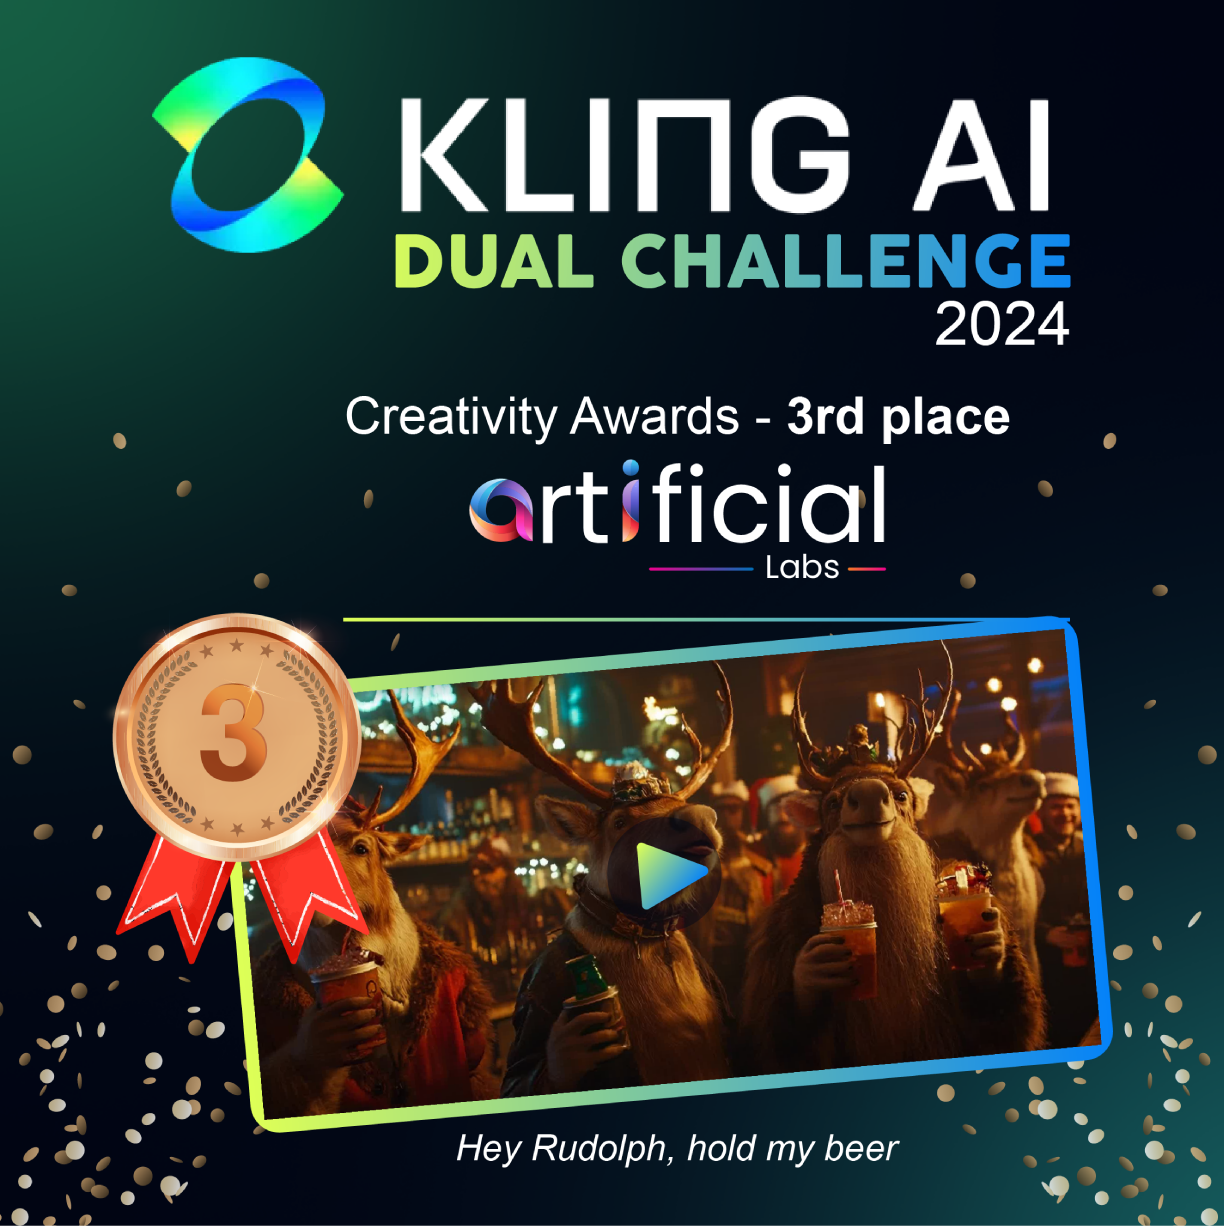 KLING AI
DUAL CHALLENGE
2024
Creativity Awards - 3rd place
artificial
Labs
3
Hey Rudolph, hold my beer